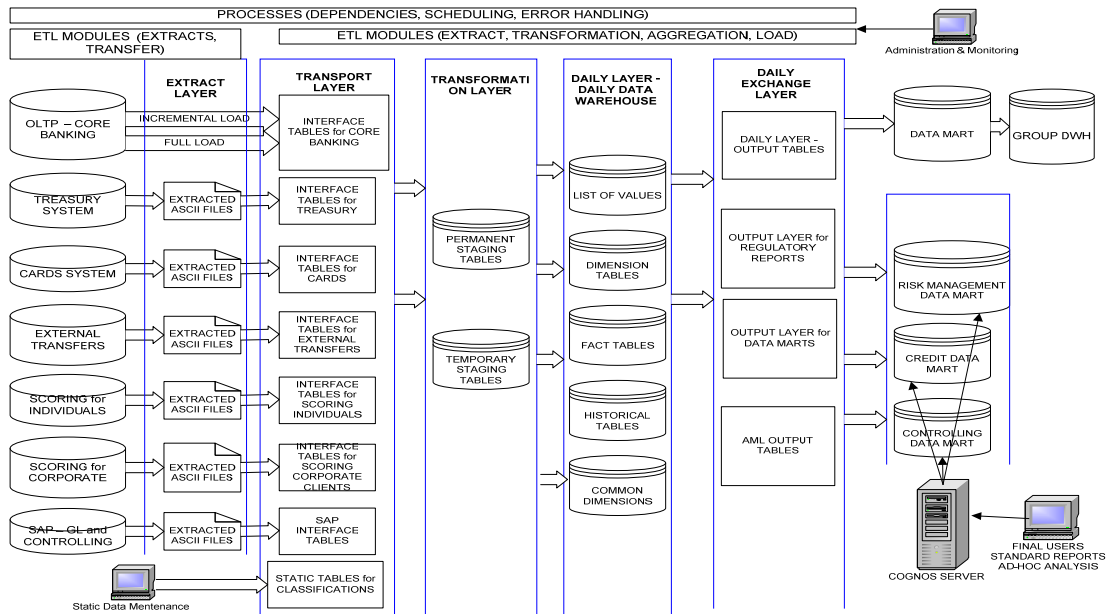 PROCESSES (DEPENDENCIES, SCHEDULING, ERROR HANDLING)
ETL MODULES (EXTRACTS,
TRANSFER)
ETL MODULES (EXTRACT, TRANSFORMATION, AGGREGATION, LOAD)
Administration & Monitoring
EXTRACT
LAYER
TRANSPORT
LAYER
TRANSFORMATI
ON LAYER
DAILY LAYER -
DAILY DATA
WAREHOUSE
DAILY
EXCHANGE
LAYER
OLTP – CORE
BANKING
INCREMENTAL LOAD
FULL LOAD
INTERFACE
TABLES for CORE
BANKING
TREASURY
SYSTEM
EXTRACTED
ASCII FILES
INTERFACE
TABLES for
TREASURY
CARDS SYSTEM
EXTRACTED
ASCII FILES
INTERFACE
TABLES for
CARDS
EXTERNAL
TRANSFERS
EXTRACTED
ASCII FILES
INTERFACE
TABLES for
EXTERNAL
TRANSFERS
SCORING for
INDIVIDUALS
EXTRACTED
ASCII FILES
INTERFACE
TABLES for
SCORING
INDIVIDUALS
SCORING for
CORPORATE
EXTRACTED
ASCII FILES
INTERFACE
TABLES for
SCORING
CORPORATE
CLIENTS
SAP – GL and
CONTROLLING
EXTRACTED
ASCII FILES
SAP
INTERFACE
TABLES
Static Data Mentenance
STATIC TABLES for
CLASSIFICATIONS
PERMANENT
STAGING
TABLES
TEMPORARY
STAGING
TABLES
LIST OF VALUES
DIMENSION
TABLES
FACT TABLES
HISTORICAL
TABLES
COMMON
DIMENSIONS
DAILY LAYER -
OUTPUT TABLES
OUTPUT LAYER for
REGULATORY
REPORTS
OUTPUT LAYER for
DATA MARTS
AML OUTPUT
TABLES
DATA MART
GROUP DWH
RISK MANAGEMENT
DATA MART
CREDIT DATA
MART
CONTROLLING
DATA MART
COGNOS SERVER
FINAL USERS
STANDARD REPORTS
AD-HOC ANALYSIS